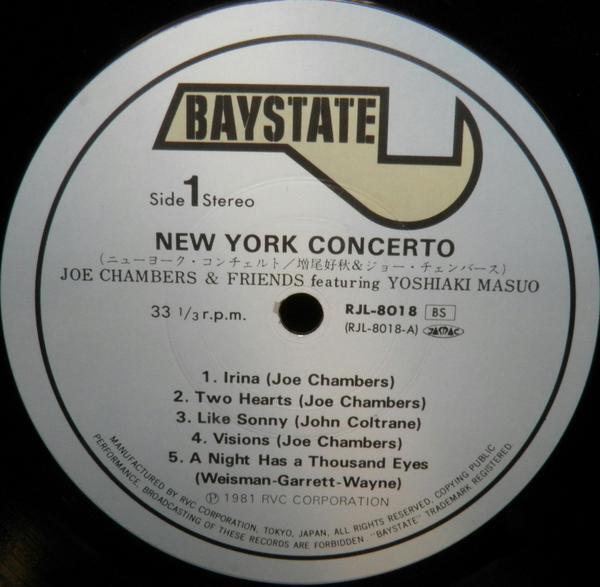 BAYSTATE
Side 1 Stereo
NEW YORK CONCERTO
(ニューヨーク・コンチェルト/増尾好秋&ジョー・チェンバース)
JOE CHAMBERS & FRIENDS featuring YOSHIAKI MASUO
33 1/3 r.p.m.
RJL-8018 BS
(RJL-8018-A) JASRAC
1. Irina (Joe Chambers)
2. Two Hearts (Joe Chambers)
3. Like Sonny (John Coltrane)
4. Visions (Joe Chambers)
5. A Night Has a Thousand Eyes
(Weisman-Garrett-Wayne)
Ⓟ 1981 RVC CORPORATION
MANUFACTURED BY RVC CORPORATION, TOKYO, JAPAN, ALL RIGHTS RESERVED, COPYING PUBLIC
PERFORMANCE, BROADCASTING OF THESE RECORDS ARE FORBIDDEN. "BAYSTATE" TRADEMARK REGISTERED.